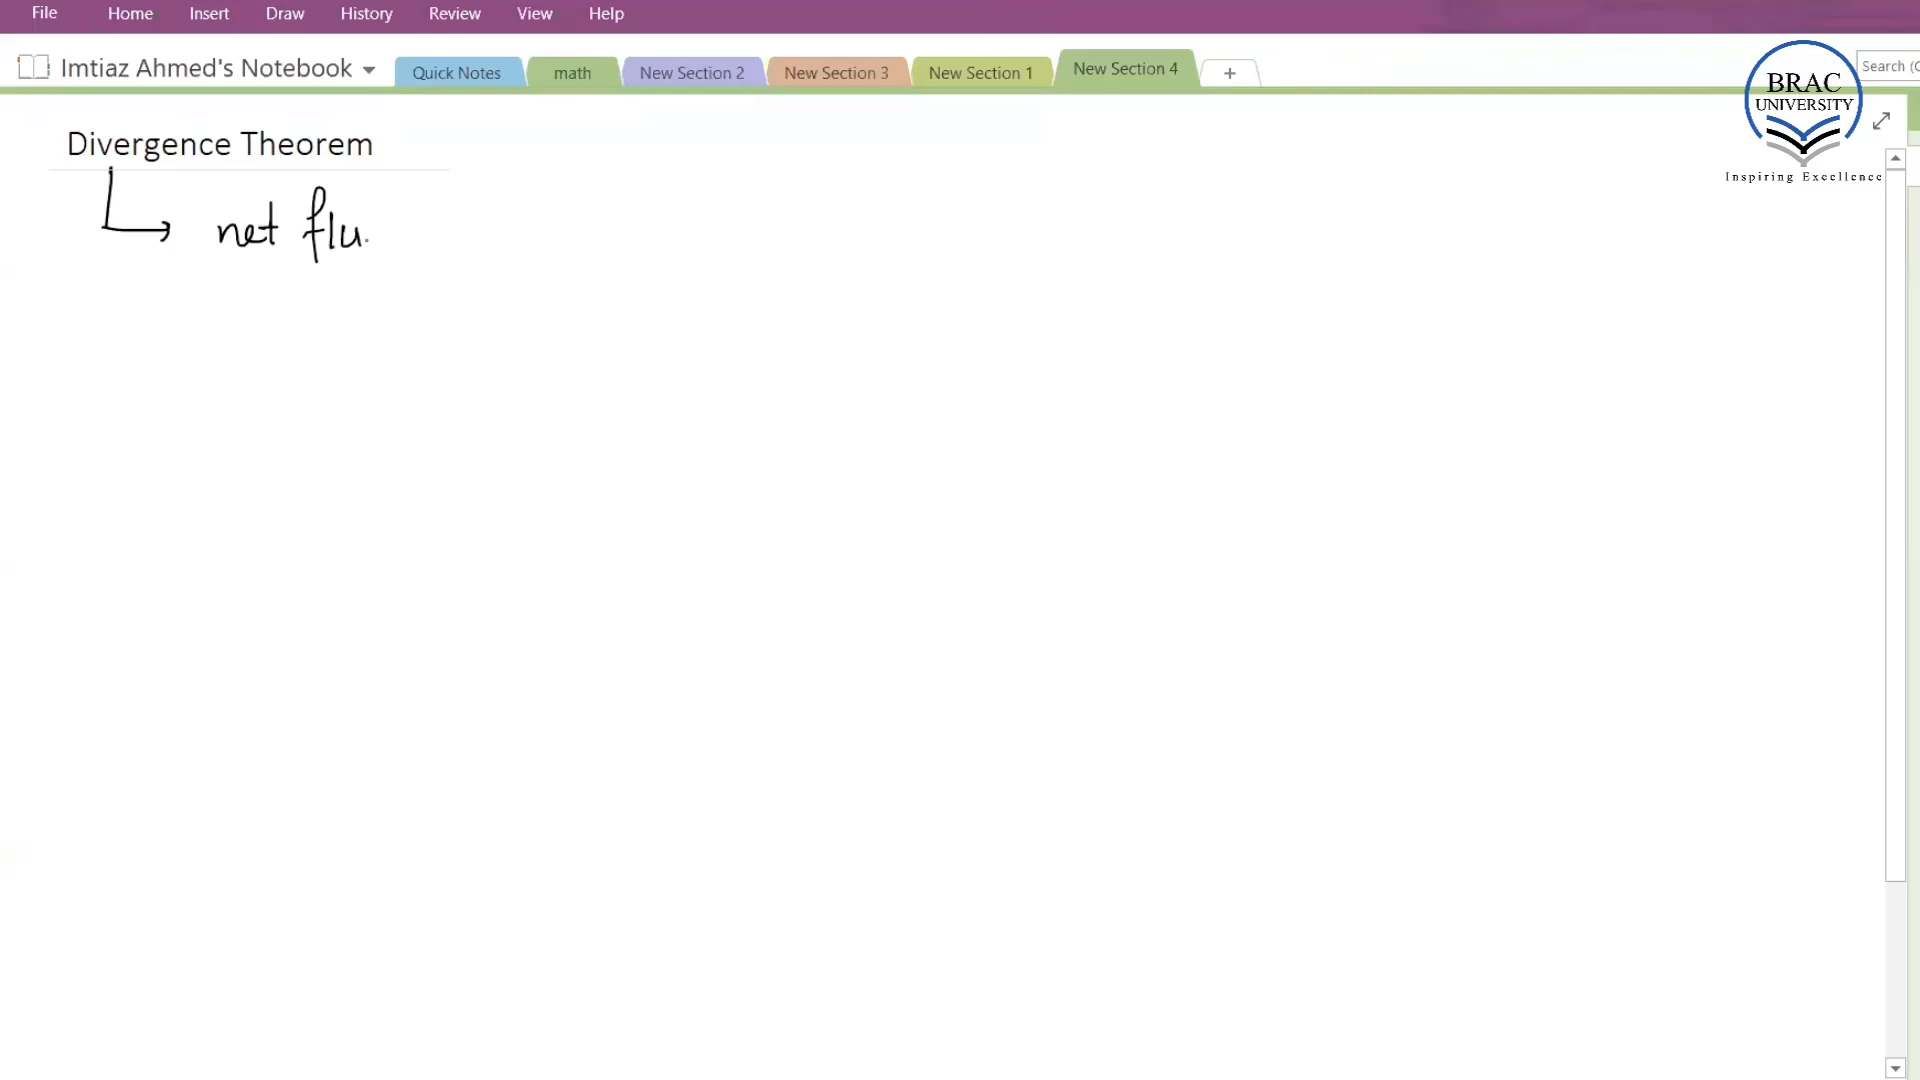 File Home Insert Draw History Review View Help
Imtiaz Ahmed's Notebook Quick Notes math New Section 2 New Section 3 New Section 1 New Section 4 +
Search (C
BRAC
UNIVERSITY
Inspiring Excellence
Divergence Theorem
net flu